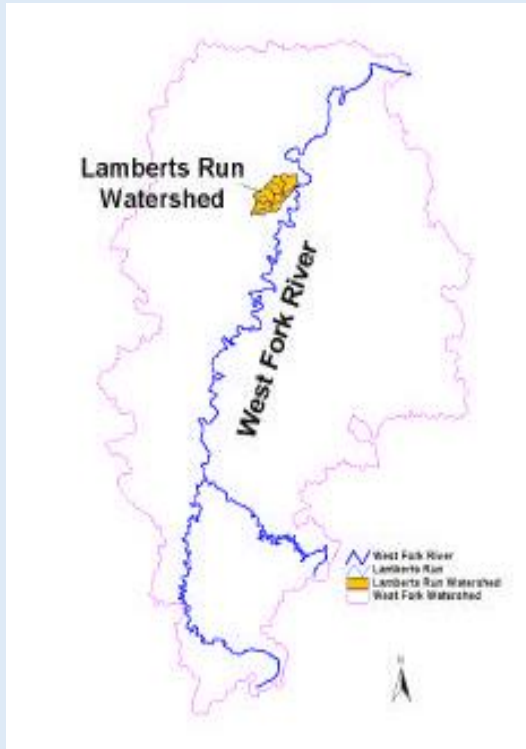 Lamberts Run
Watershed
West Fork River
West Fork River
Lamberts Run
Lamberts Run Watershed
West Fork Watershed
N